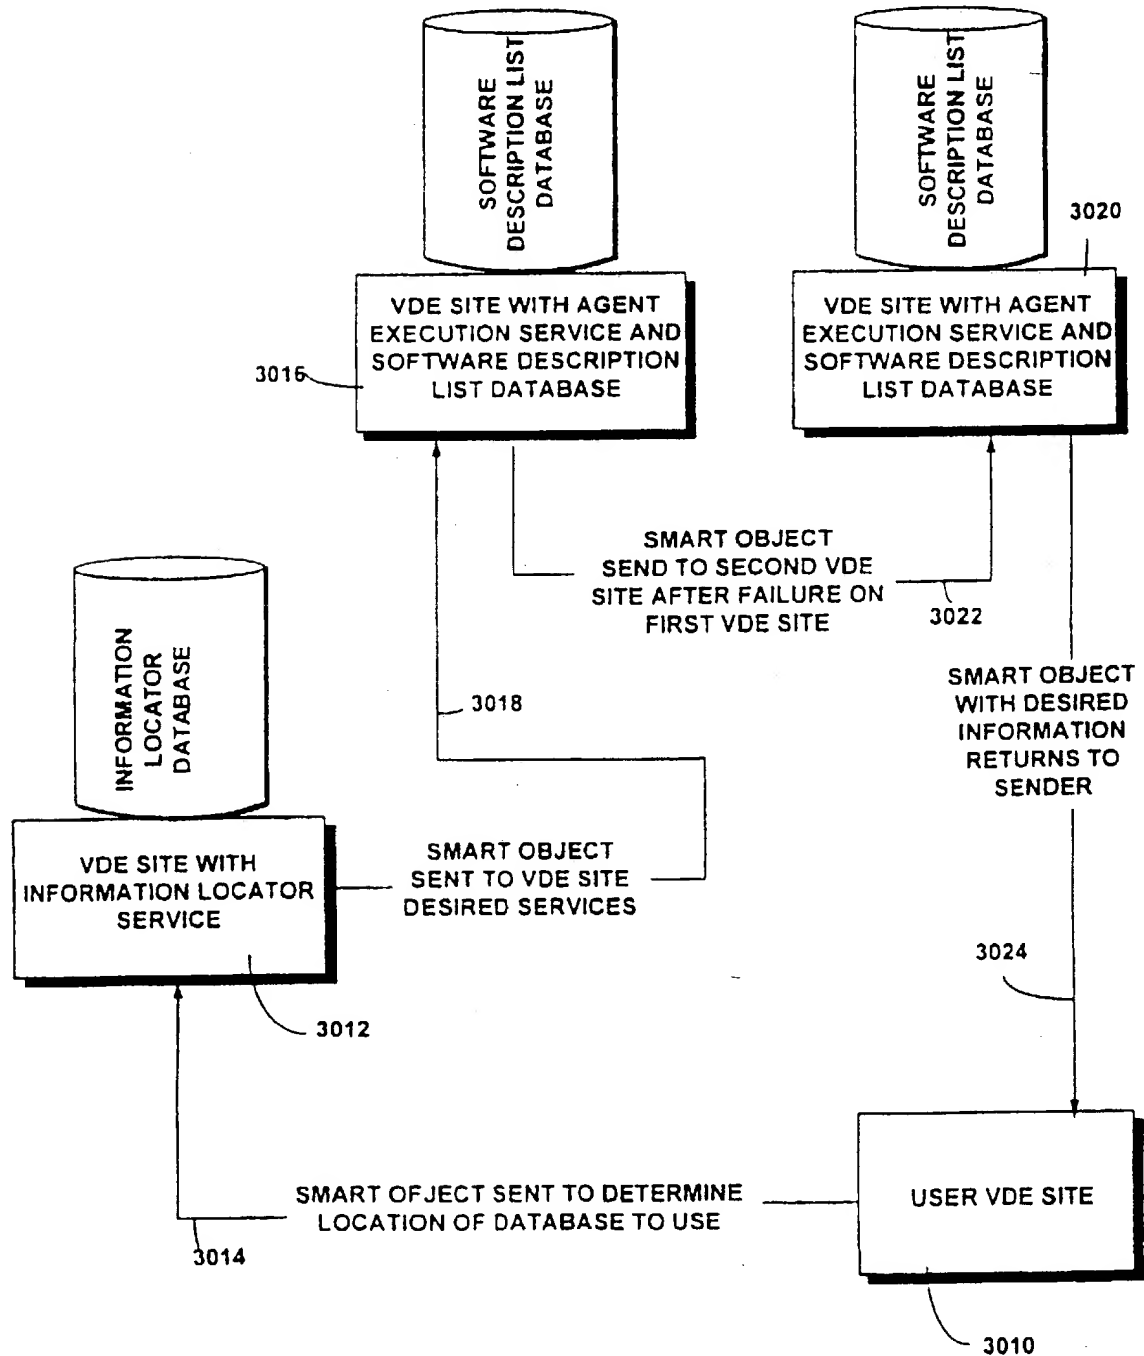 SOFTWARE
DESCRIPTION LIST
DATABASE
SOFTWARE
DESCRIPTION LIST
DATABASE
3020
VDE SITE WITH AGENT
EXECUTION SERVICE AND
SOFTWARE DESCRIPTION
LIST DATABASE
3016
VDE SITE WITH AGENT
EXECUTION SERVICE AND
SOFTWARE DESCRIPTION
LIST DATABASE
SMART OBJECT
SEND TO SECOND VDE
SITE AFTER FAILURE ON
FIRST VDE SITE
3022
INFORMATION
LOCATOR
DATABASE
3018
SMART OBJECT
WITH DESIRED
INFORMATION
RETURNS TO
SENDER
VDE SITE WITH
INFORMATION LOCATOR
SERVICE
SMART OBJECT
SENT TO VDE SITE
DESIRED SERVICES
3012
3024
SMART OFJECT SENT TO DETERMINE
LOCATION OF DATABASE TO USE
3014
USER VDE SITE
3010